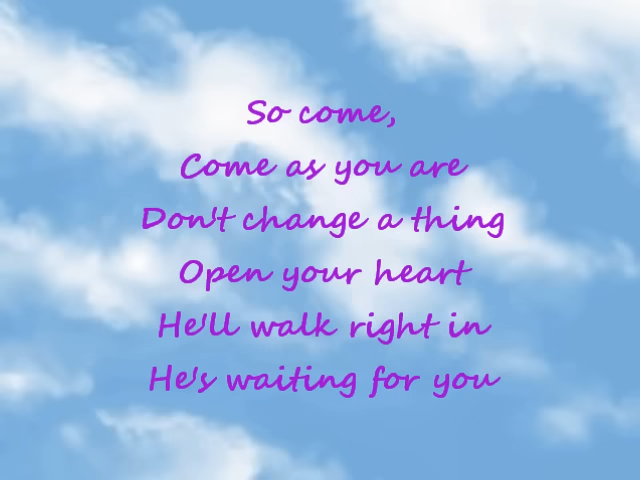 So come,
Come as you are
Don't change a thing
Open your heart
He'll walk right in
He's waiting for you